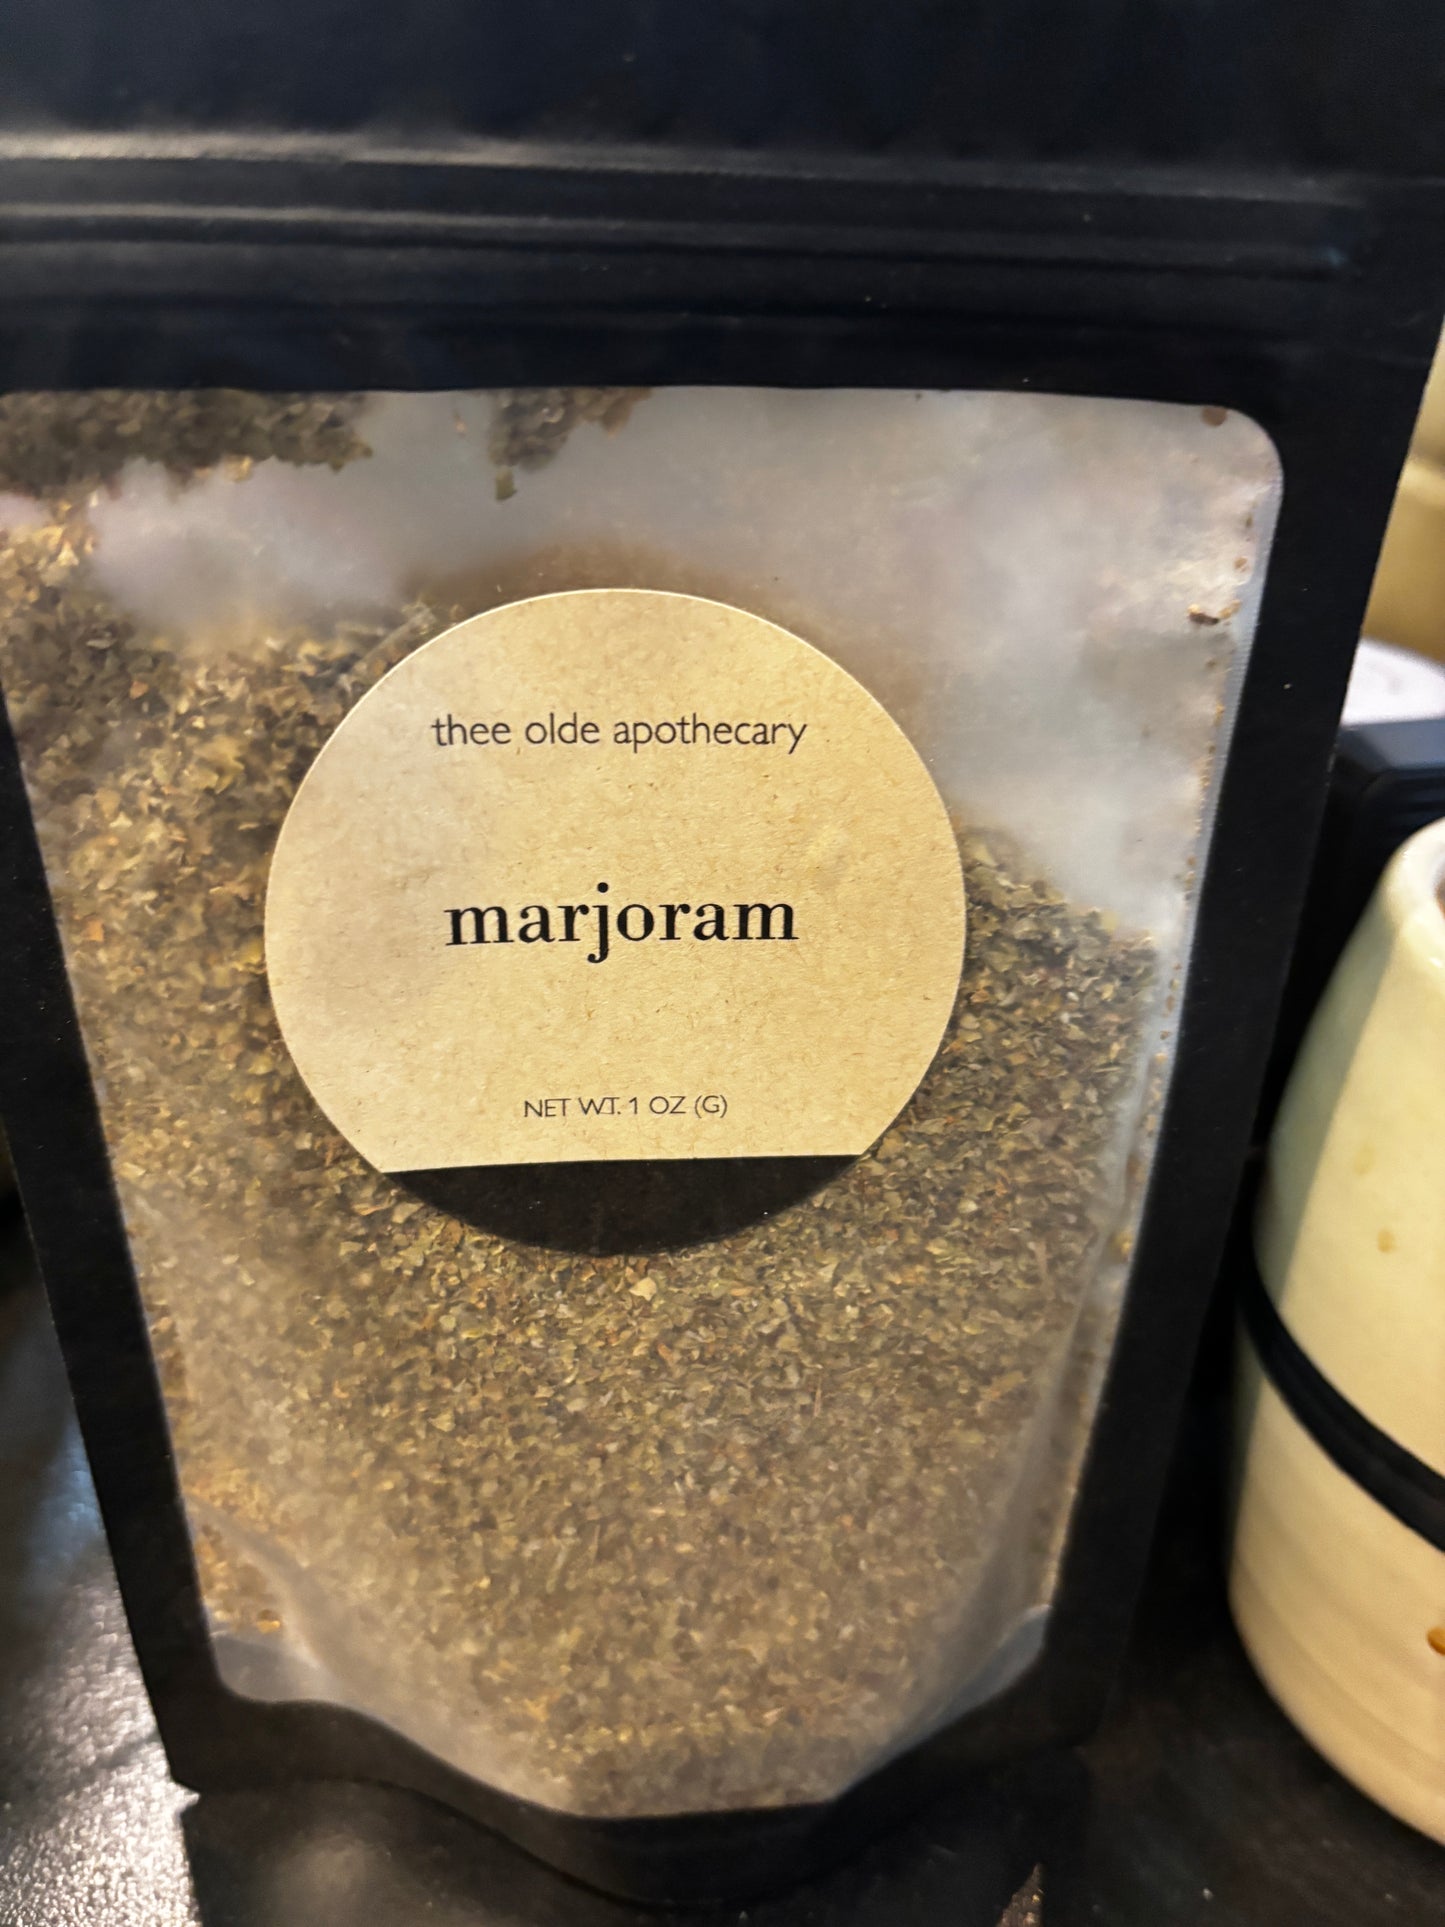 thee olde apothecary
marjoram
NET WT. 1 OZ (G)